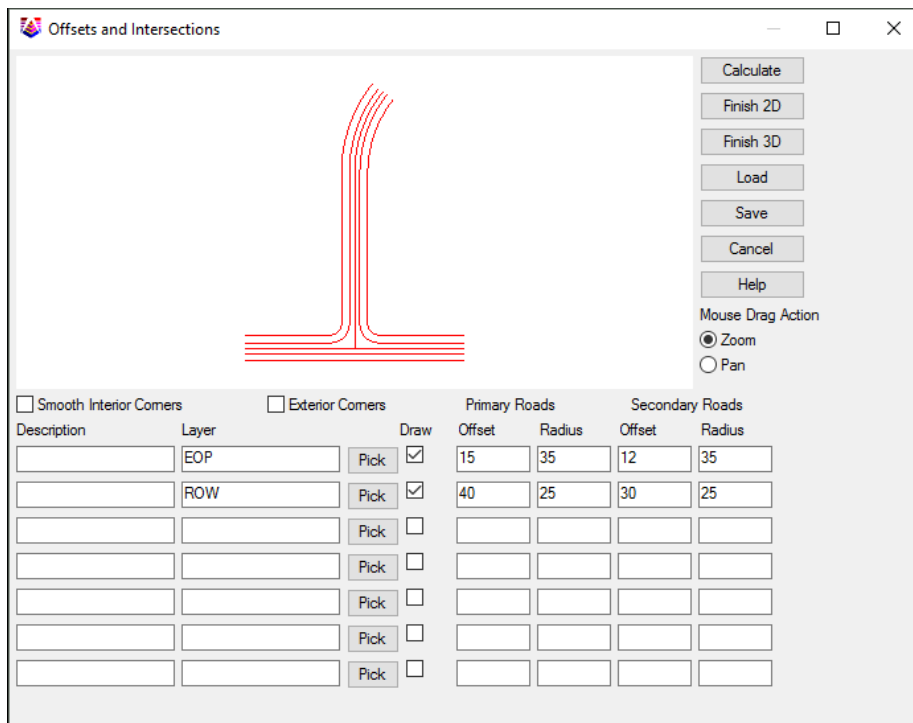 Offsets and Intersections
Calculate
Finish 2D
Finish 3D
Load
Save
Cancel
Help
Mouse Drag Action
Zoom
Pan
Smooth Interior Corners Exterior Corners Primary Roads Secondary Roads
Description Layer Draw Offset Radius Offset Radius
EOP Pick 15 35 12 35
ROW Pick 40 25 30 25
Pick
Pick
Pick
Pick
Pick